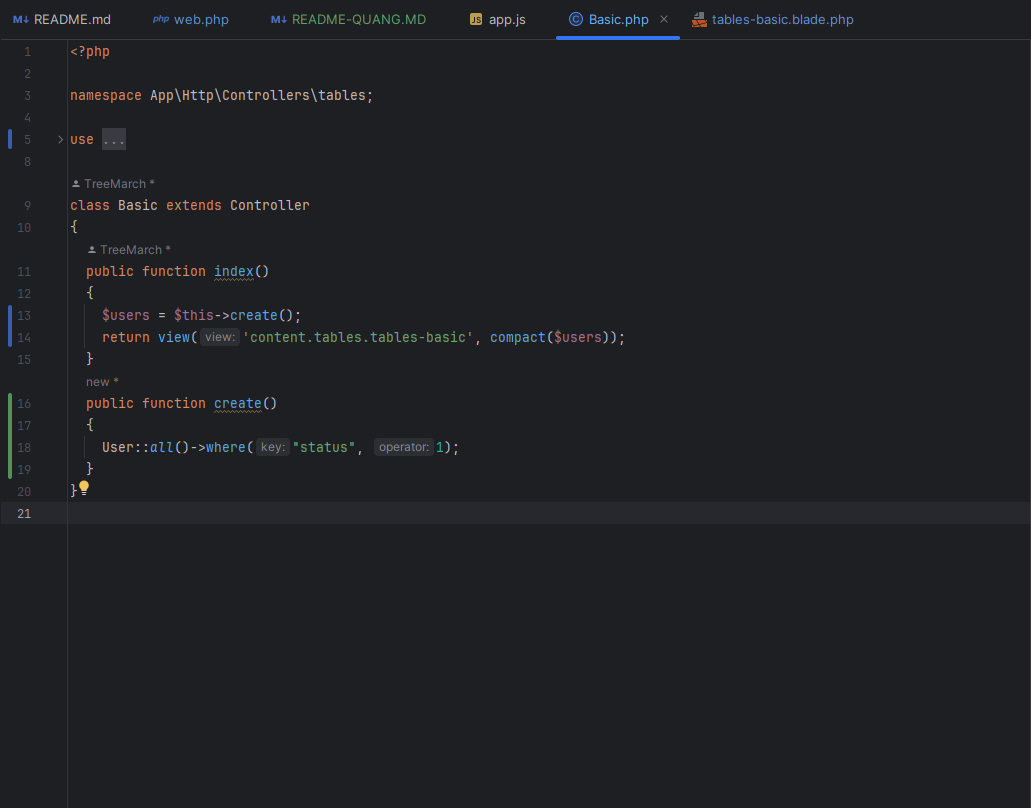 M↓ README.md php web.php M↓ README-QUANG.MD JS app.js C Basic.php × tables-basic.blade.php
1 <?php
2
3 namespace App\Http\Controllers\tables;
4
5 > use ...
8
TreeMarch *
9 class Basic extends Controller
10 {
TreeMarch *
11 public function index()
12 {
13 $users = $this->create();
14 return view( view: 'content.tables.tables-basic', compact($users));
15 }
new *
16 public function create()
17 {
18 User::all()->where( key: "status", operator: 1);
19 }
20 }
21